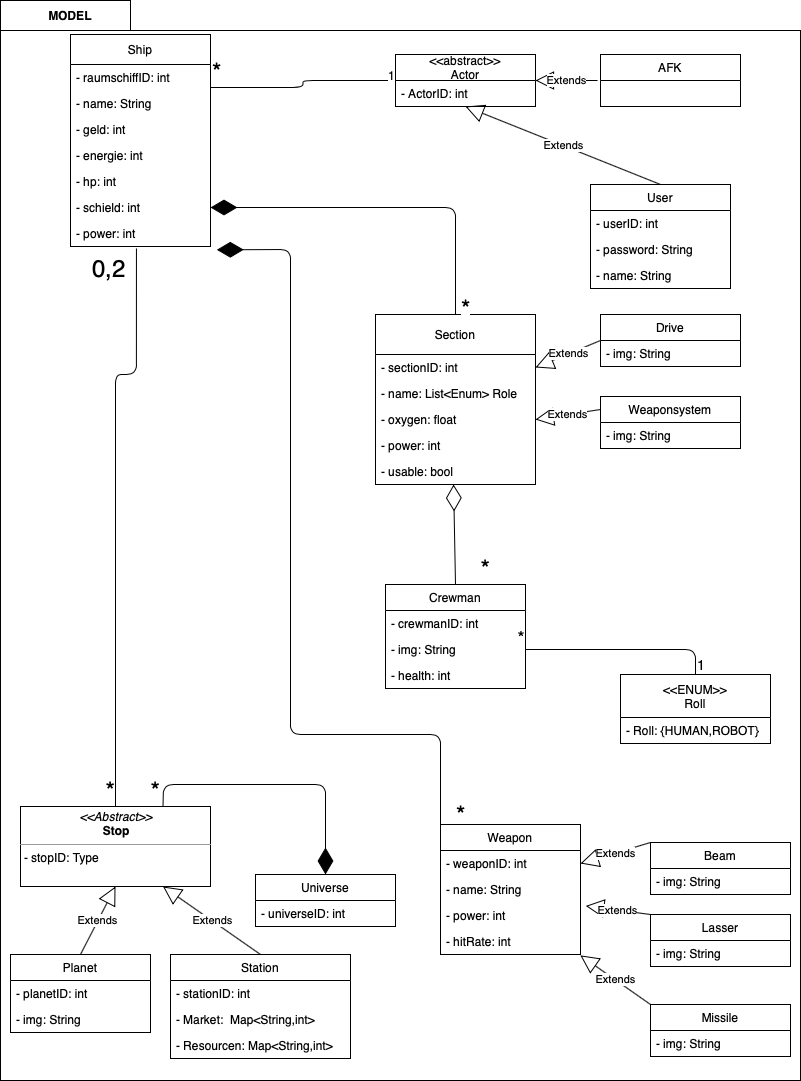 MODEL
Ship
- raumschiffID: int
- name: String
- geld: int
- energie: int
- hp: int
- schield: int
- power: int
*
1
<<abstract>>
Actor
- ActorID: int
Extends
AFK
Extends
User
- userID: int
- password: String
- name: String
0,2
*
Section
- sectionID: int
- name: List<Enum> Role
- oxygen: float
- power: int
- usable: bool
Extends
Drive
- img: String
Extends
Weaponsystem
- img: String
*
Crewman
- crewmanID: int
- img: String
- health: int
*
1
<<ENUM>>
Roll
- Roll: {HUMAN,ROBOT}
*
*
<<Abstract>>
Stop
- stopID: Type
Universe
- universeID: int
Extends
Extends
Planet
- planetID: int
- img: String
Station
- stationID: int
- Market:  Map<String,int>
- Resourcen: Map<String,int>
*
Weapon
- weaponID: int
- name: String
- power: int
- hitRate: int
Extends
Beam
- img: String
Extends
Lasser
- img: String
Extends
Missile
- img: String